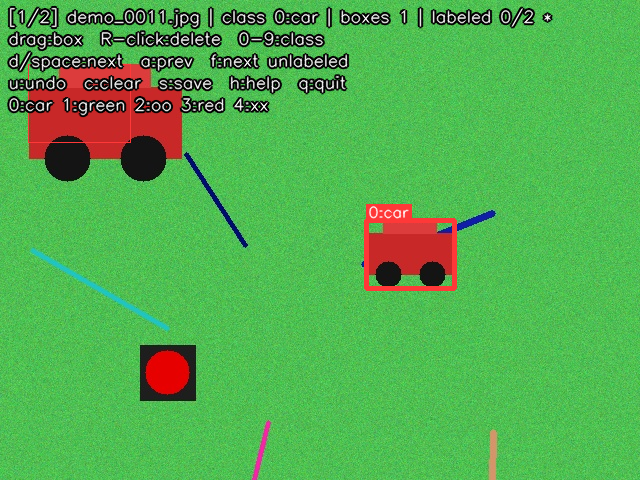 [1/2] demo_0011.jpg | class 0:car | boxes 1 | labeled 0/2 *
drag:box R-click:delete 0-9:class
d/space:next a:prev f:next unlabeled
u:undo c:clear s:save h:help q:quit
0:car 1:green 2:oo 3:red 4:xx
0:car